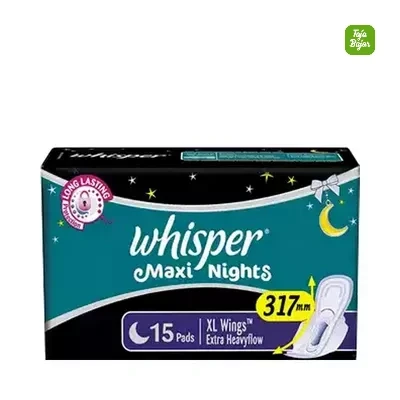 Taja
Bajar
whisper
LONG LASTING
whisper®
Maxi Nights
317mm
15 Pads
XL Wings™
Extra Heavyflow